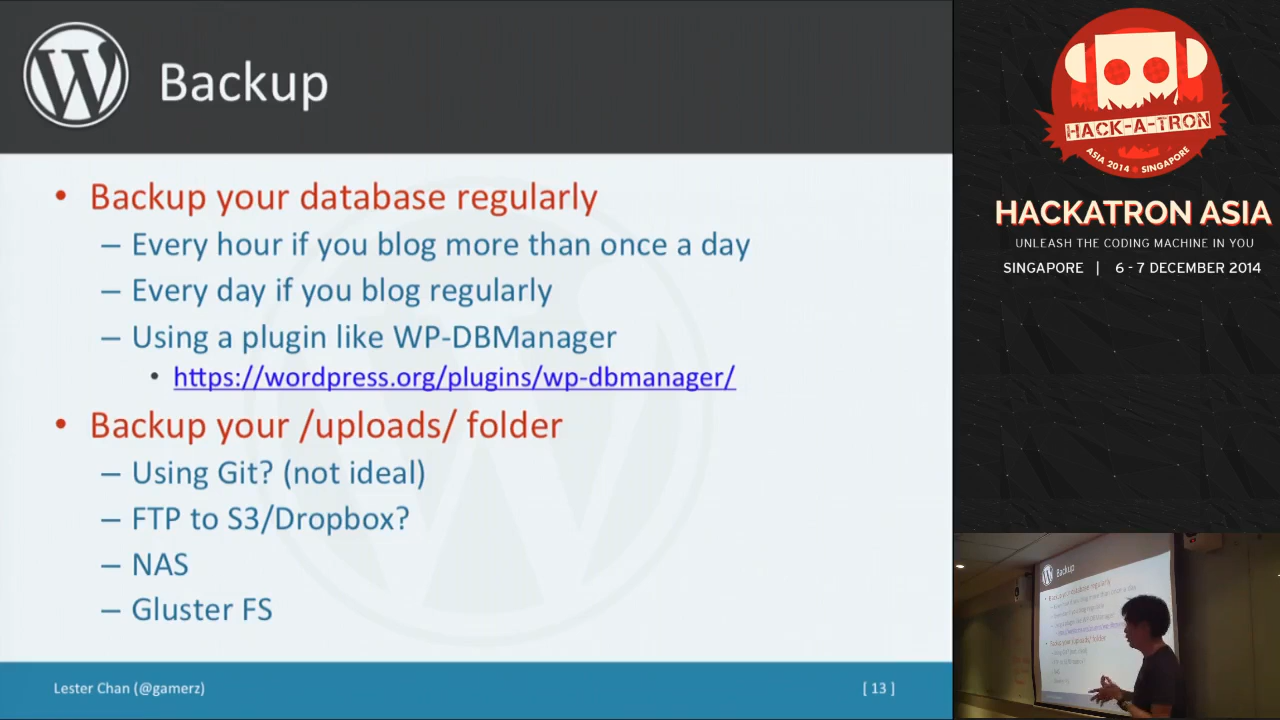 Backup
• Backup your database regularly
– Every hour if you blog more than once a day
– Every day if you blog regularly
– Using a plugin like WP-DBManager
• https://wordpress.org/plugins/wp-dbmanager/
• Backup your /uploads/ folder
– Using Git? (not ideal)
– FTP to S3/Dropbox?
– NAS
– Gluster FS
Lester Chan (@gamerz)
[ 13 ]
HACK-A-TRON
ASIA 2014 SINGAPORE
HACKATRON ASIA
UNLEASH THE CODING MACHINE IN YOU
SINGAPORE | 6 - 7 DECEMBER 2014
Backup